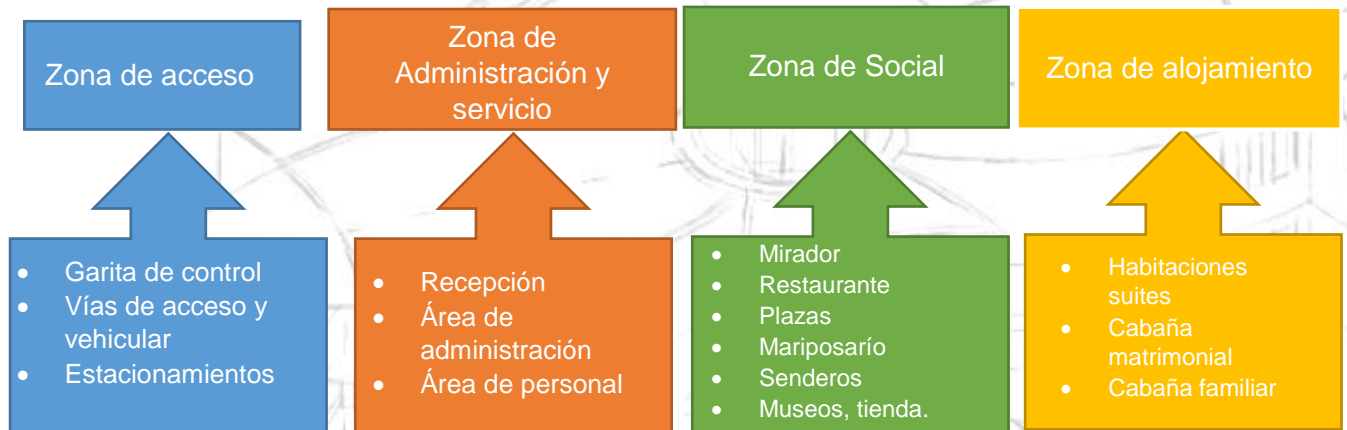 Zona de acceso
Zona de
Administración y
servicio
Zona de Social
Zona de alojamiento
• Garita de control
• Vías de acceso y
vehicular
• Estacionamientos
• Recepción
• Área de
administración
• Área de personal
• Mirador
• Restaurante
• Plazas
• Mariposarío
• Senderos
• Museos, tienda.
• Habitaciones
suites
• Cabaña
matrimonial
• Cabaña familiar